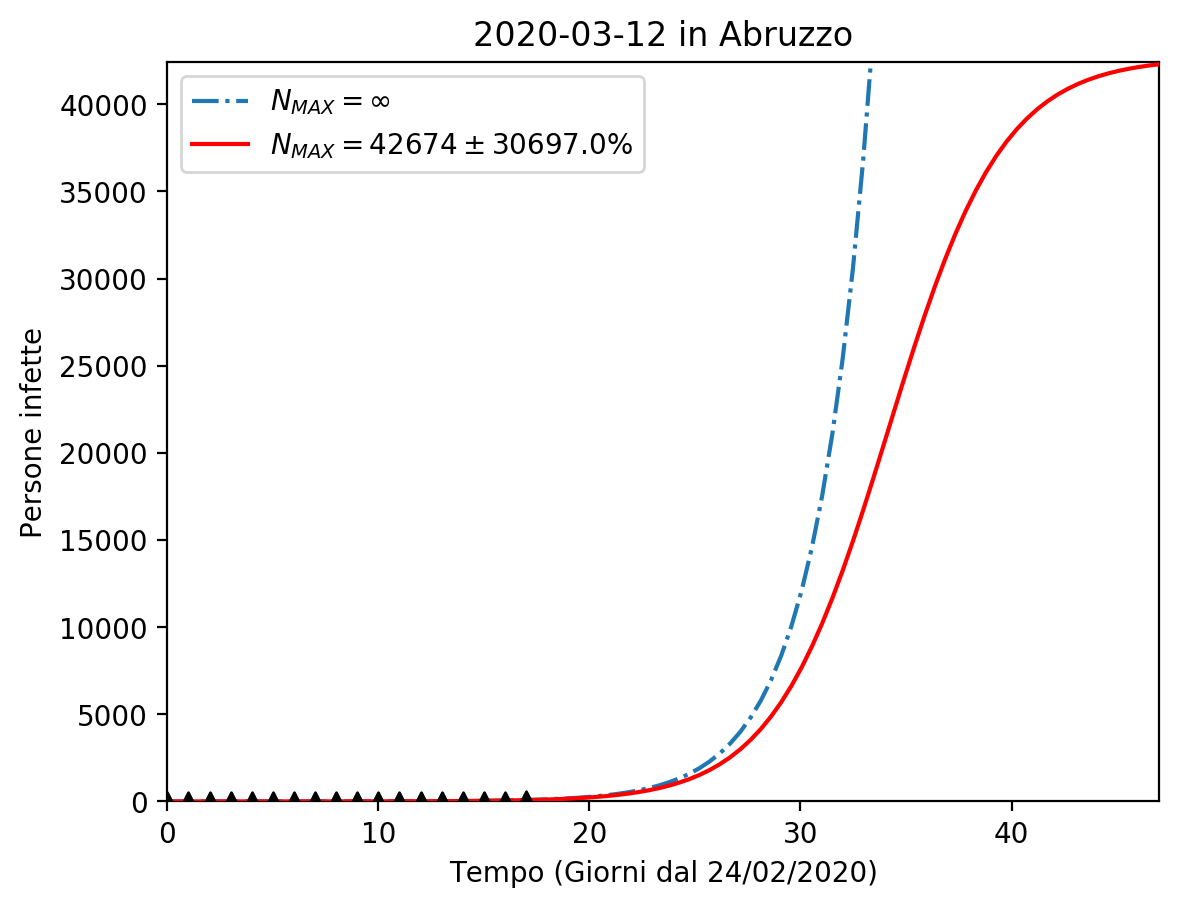 2020-03-12 in Abruzzo
N_MAX = ∞
N_MAX = 42674 ± 30697.0%
40000
35000
30000
25000
20000
15000
10000
5000
0
Persone infette
0 10 20 30 40
Tempo (Giorni dal 24/02/2020)